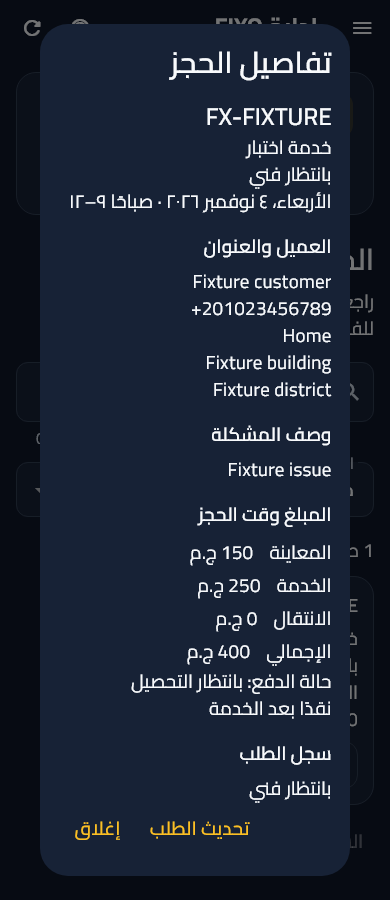 تفاصيل الحجز
FX-FIXTURE
خدمة اختبار
بانتظار فني
الأربعاء، ٤ نوفمبر ٢٠٢٦ · صباحًا ٩–١٢
العميل والعنوان
Fixture customer
+201023456789
Home
Fixture building
Fixture district
وصف المشكلة
Fixture issue
المبلغ وقت الحجز
المعاينة 150 ج.م
الخدمة 250 ج.م
الانتقال 0 ج.م
الإجمالي 400 ج.م
حالة الدفع: بانتظار التحصيل
نقدًا بعد الخدمة
سجل الطلب
بانتظار فني
تحديث الطلب
إغلاق